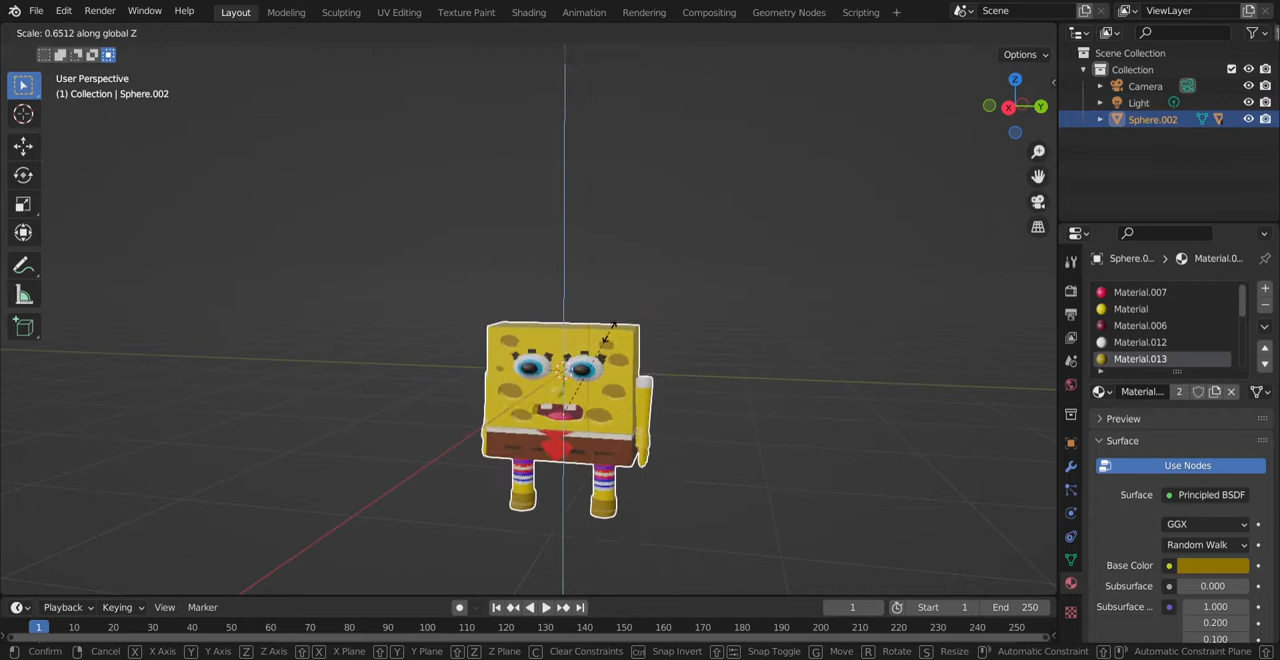 File Edit Render Window Help Layout Modeling Sculpting UV Editing Texture Paint Shading Animation Rendering Compositing Geometry Nodes Scripting + Scene ViewLayer
Scale: 0.6512 along global Z
Options
User Perspective
(1) Collection | Sphere.002
Z
X
Y
Scene Collection
Collection
Camera
Light
Sphere.002
Sphere.0... > Material.0...
Material.007
Material
Material.006
Material.012
Material.013
Material.... 2
Preview
Surface
Use Nodes
Surface Principled BSDF
GGX
Random Walk
Base Color
Subsurface 0.000
Subsurface .. 1.000
0.200
0.100
Playback Keying View Marker 1 Start 1 End 250
1 10 20 30 40 50 60 70 80 90 100 110 120 130 140 150 160 170 180 190 200 210 220 230 240 250
Confirm Cancel X X Axis Y Y Axis Z Z Axis X X Plane Y Y Plane Z Z Plane C Clear Constraints Ctrl Snap Invert Snap Toggle G Move R Rotate S Resize Automatic Constraint Automatic Constraint Plane